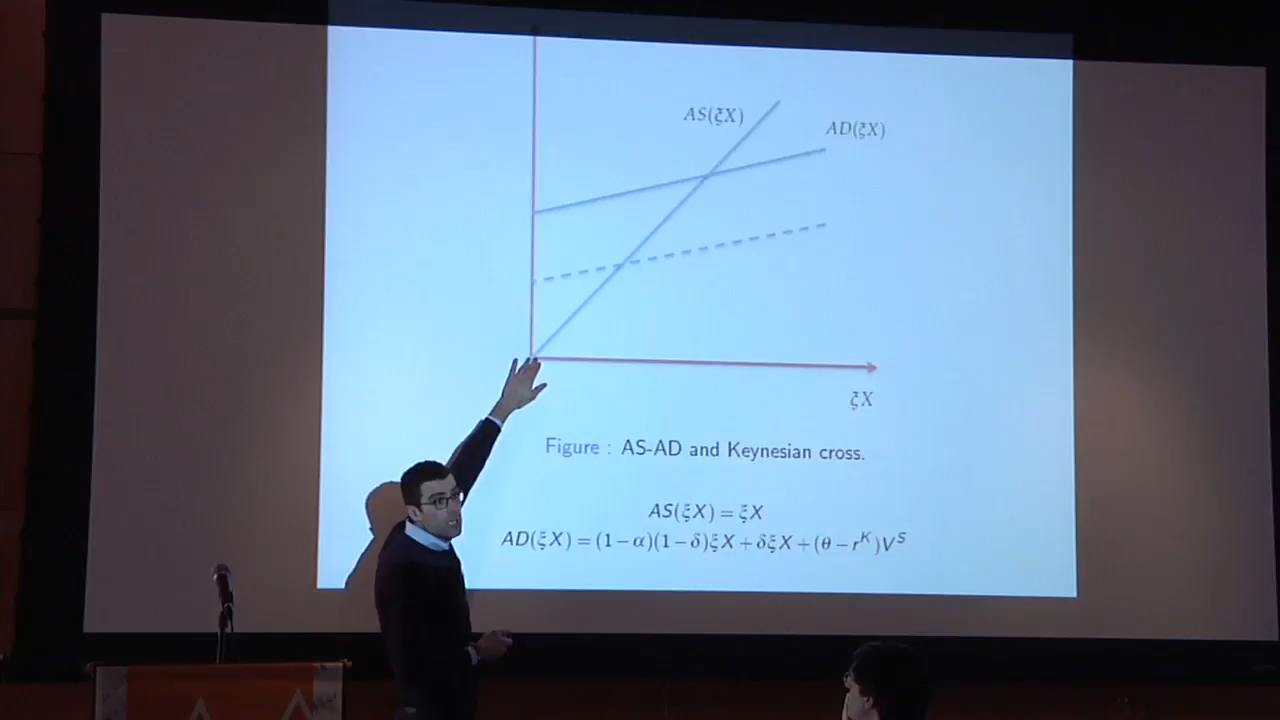 AS(ξX)
AD(ξX)
ξX
Figure : AS-AD and Keynesian cross.
AS(ξX) = ξX
AD(ξX) = (1−α)(1−δ)ξX + δξX + (θ − r^K)V^S